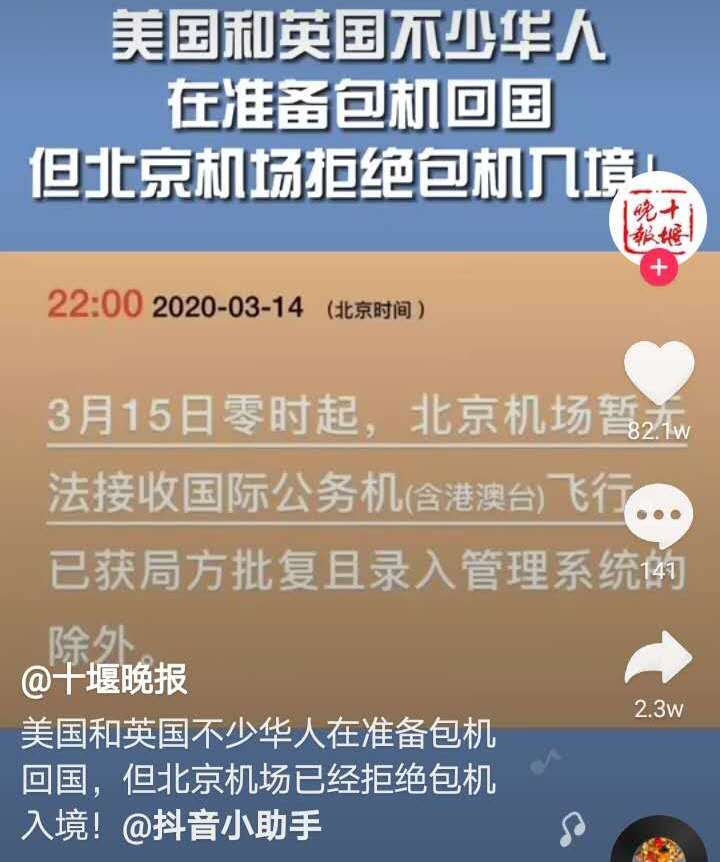 美国和英国不少华人
在准备包机回国
但北京机场拒绝包机入境!
十堰
晚報
22:00 2020-03-14 (北京时间)
3月15日零时起，北京机场暂无
82.1w
法接收国际公务机(含港澳台)飞行，
141
已获局方批复且录入管理系统的
除外。
2.3w
@十堰晚报
美国和英国不少华人在准备包机
回国，但北京机场已经拒绝包机
入境！@抖音小助手